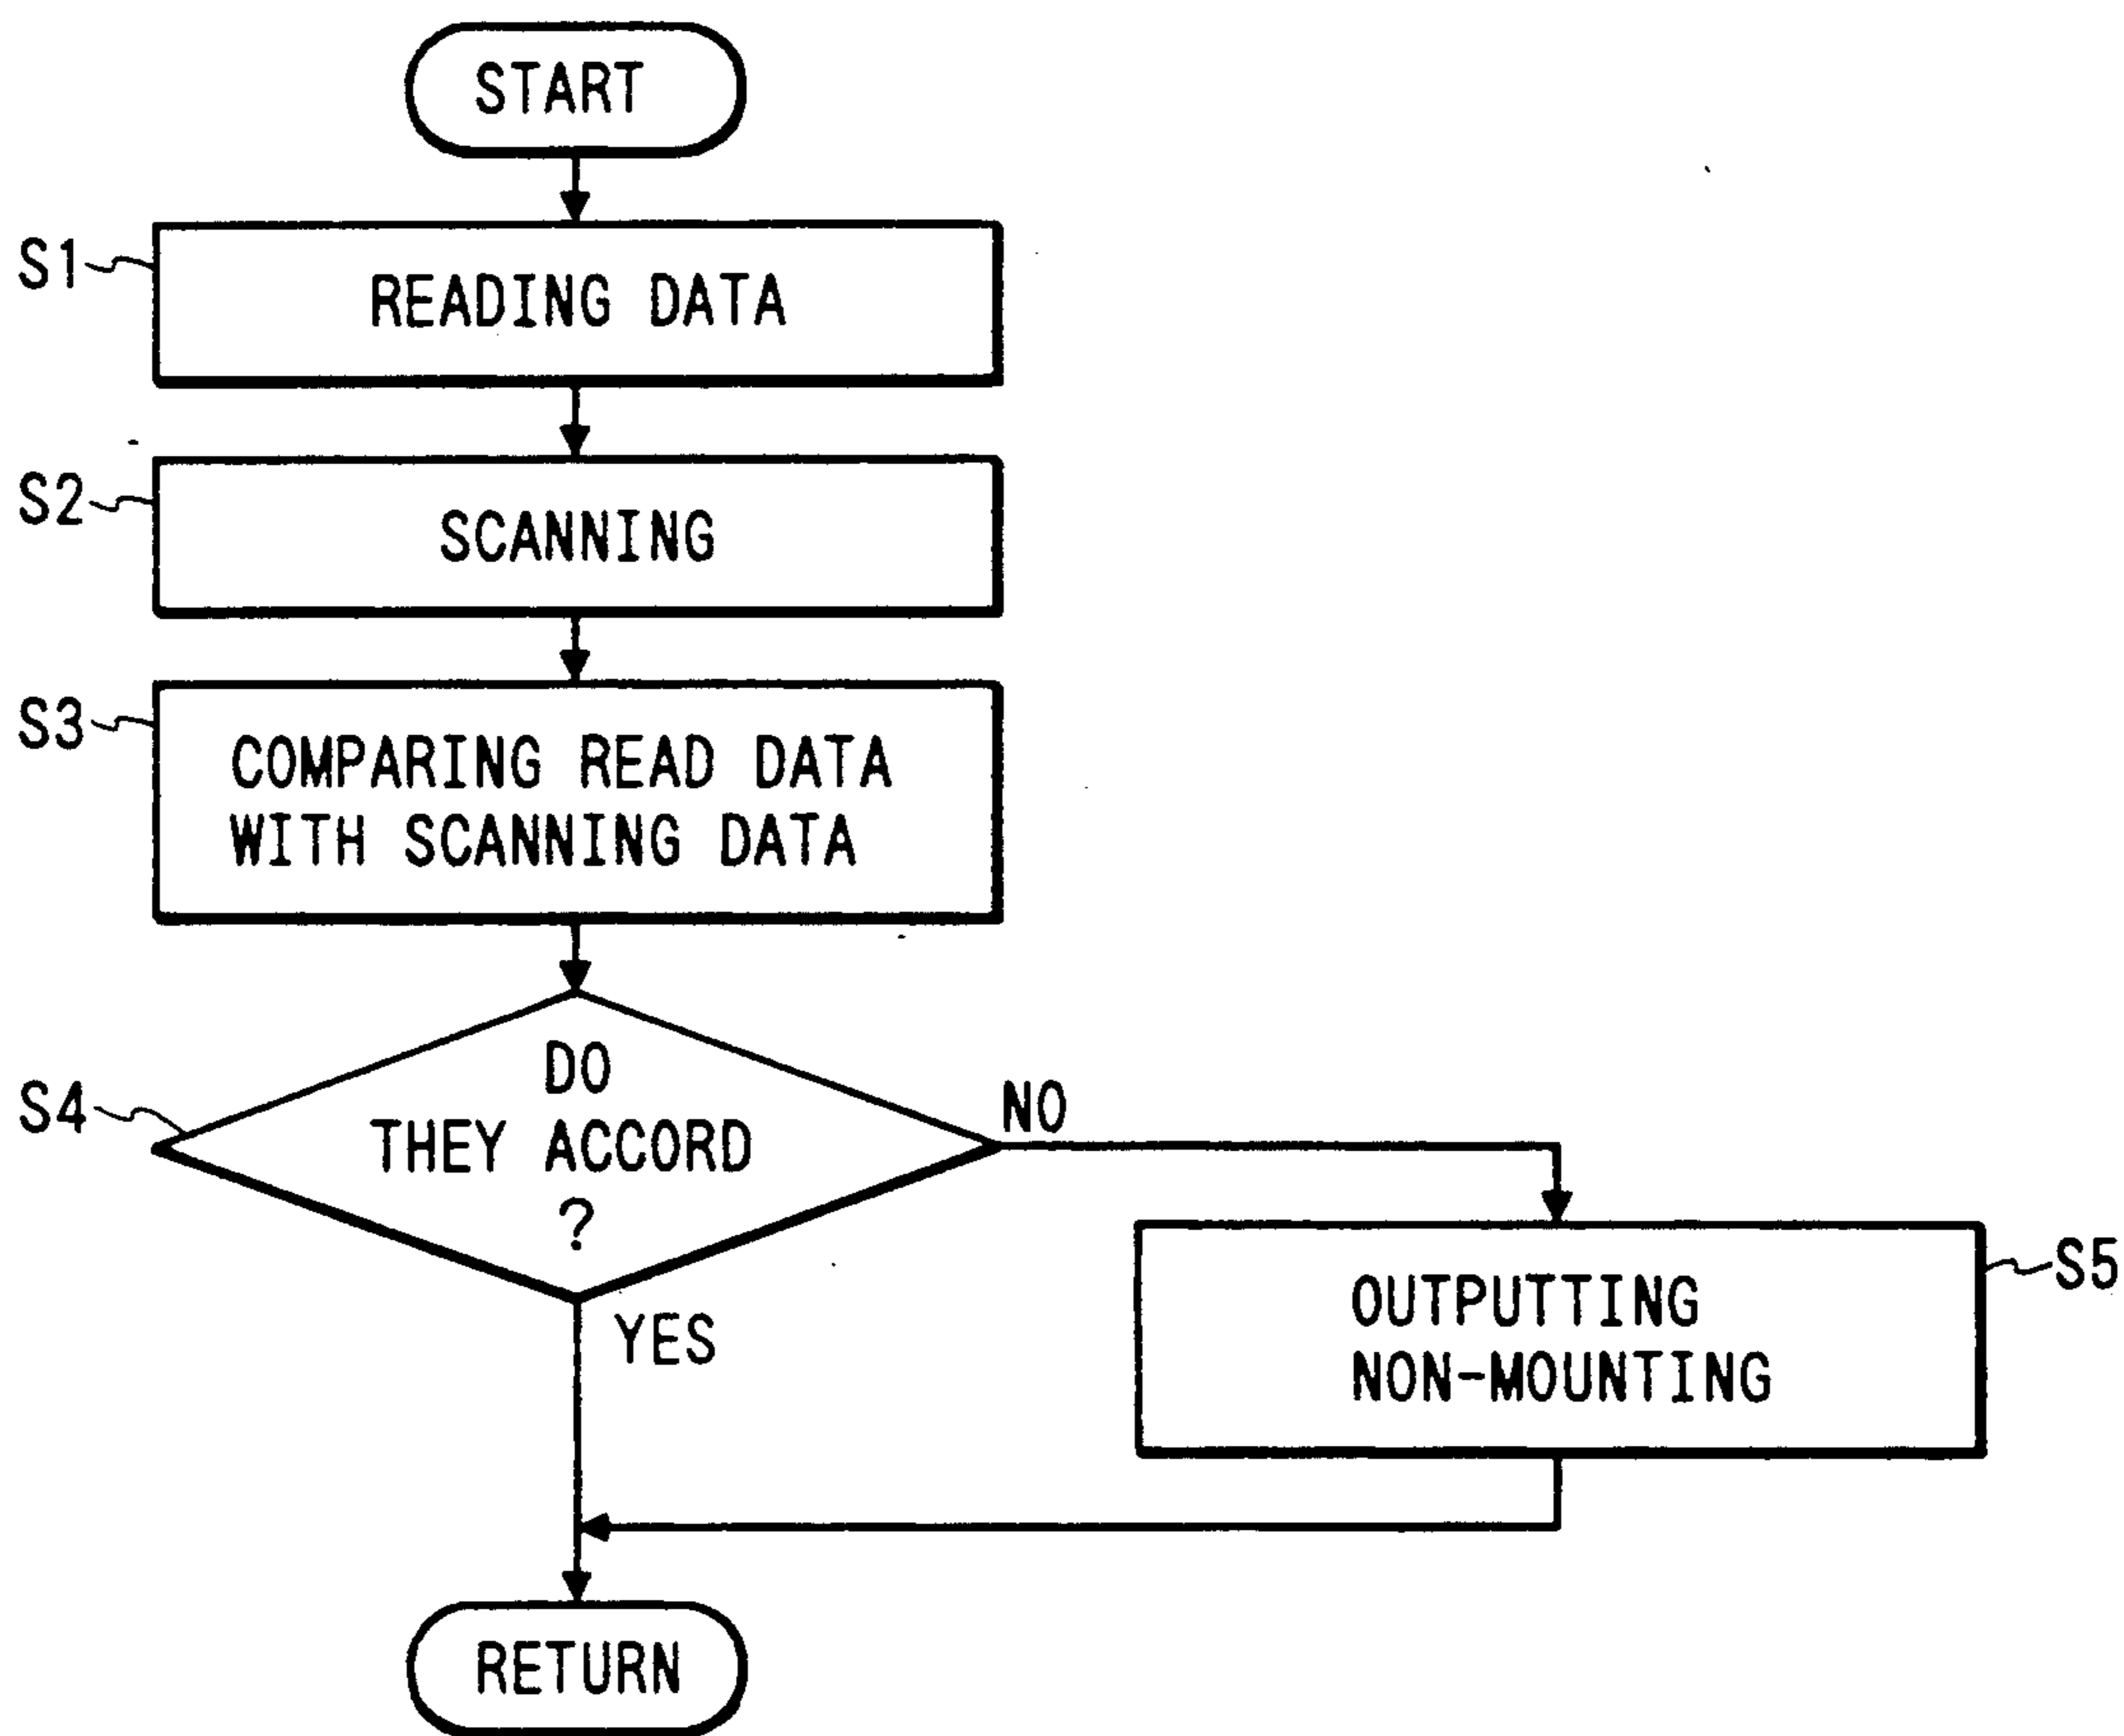 START
S1
READING DATA
S2
SCANNING
S3
COMPARING READ DATA
WITH SCANNING DATA
S4
DO
THEY ACCORD
?
NO
YES
S5
OUTPUTTING
NON-MOUNTING
RETURN